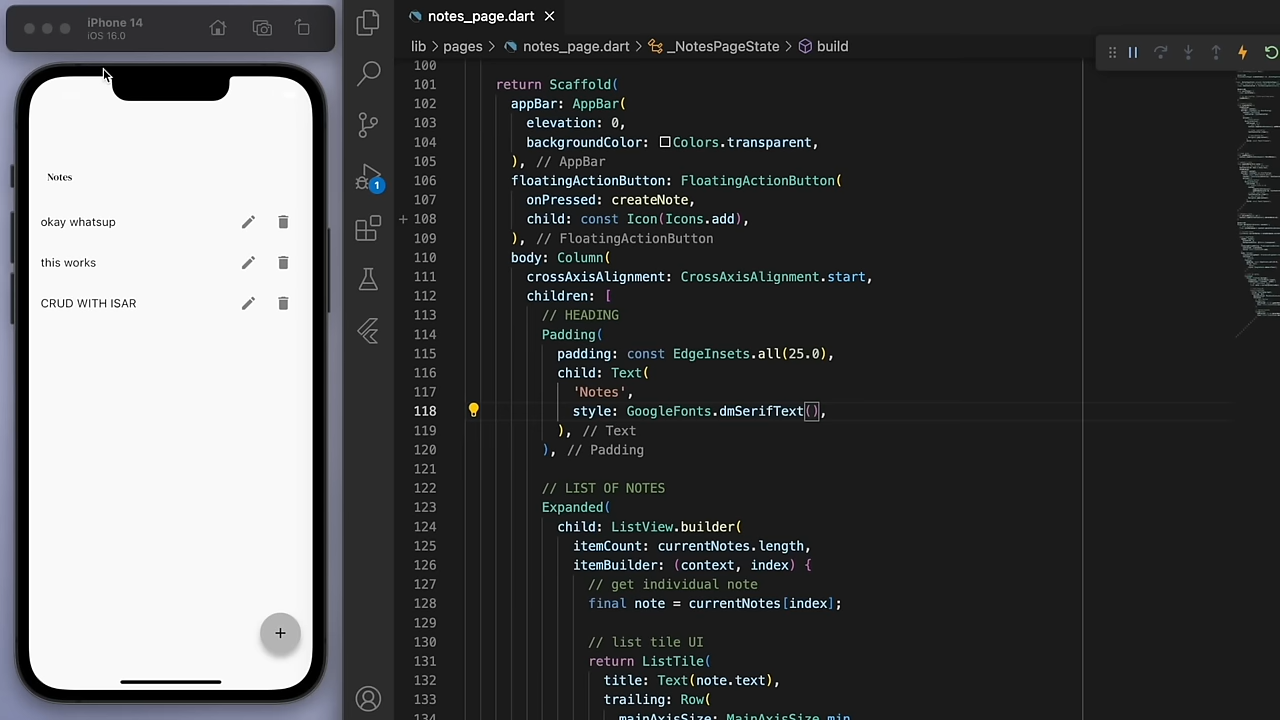 iPhone 14
iOS 16.0
Notes
okay whatsup
this works
CRUD WITH ISAR
+
notes_page.dart
lib > pages > notes_page.dart > _NotesPageState > build
1
100
101 return Scaffold(
102 appBar: AppBar(
103 elevation: 0,
104 backgroundColor: Colors.transparent,
105 ), // AppBar
106 floatingActionButton: FloatingActionButton(
107 onPressed: createNote,
108 child: const Icon(Icons.add),
109 ), // FloatingActionButton
110 body: Column(
111 crossAxisAlignment: CrossAxisAlignment.start,
112 children: [
113 // HEADING
114 Padding(
115 padding: const EdgeInsets.all(25.0),
116 child: Text(
117 'Notes',
118 style: GoogleFonts.dmSerifText(),
119 ), // Text
120 ), // Padding
121
122 // LIST OF NOTES
123 Expanded(
124 child: ListView.builder(
125 itemCount: currentNotes.length,
126 itemBuilder: (context, index) {
127 // get individual note
128 final note = currentNotes[index];
129
130 // list tile UI
131 return ListTile(
132 title: Text(note.text),
133 trailing: Row(
134 mainAxisSize: MainAxisSize.min